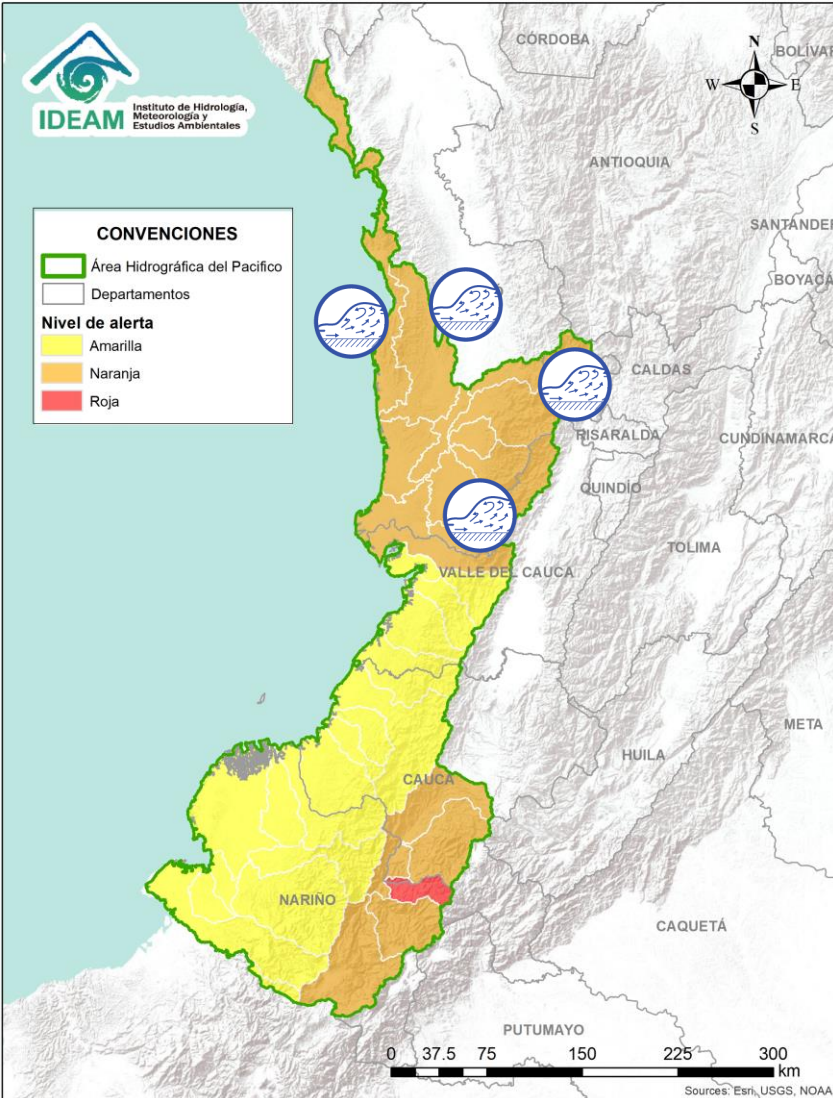 IDEAM
Instituto de Hidrología,
Meteorología y
Estudios Ambientales
N
W
E
S
CÓRDOBA
BOLÍVAR
ANTIOQUIA
SANTANDER
BOYACÁ
CONVENCIONES
Área Hidrográfica del Pacifico
Departamentos
Nivel de alerta
Amarilla
Naranja
Roja
CALDAS
RISARALDA
CUNDINAMARCA
QUINDÍO
TOLIMA
VALLE DEL CAUCA
META
HUILA
CAUCA
NARIÑO
CAQUETÁ
PUTUMAYO
0 37.5 75 150 225 300
km
Sources: Esri, USGS, NOAA